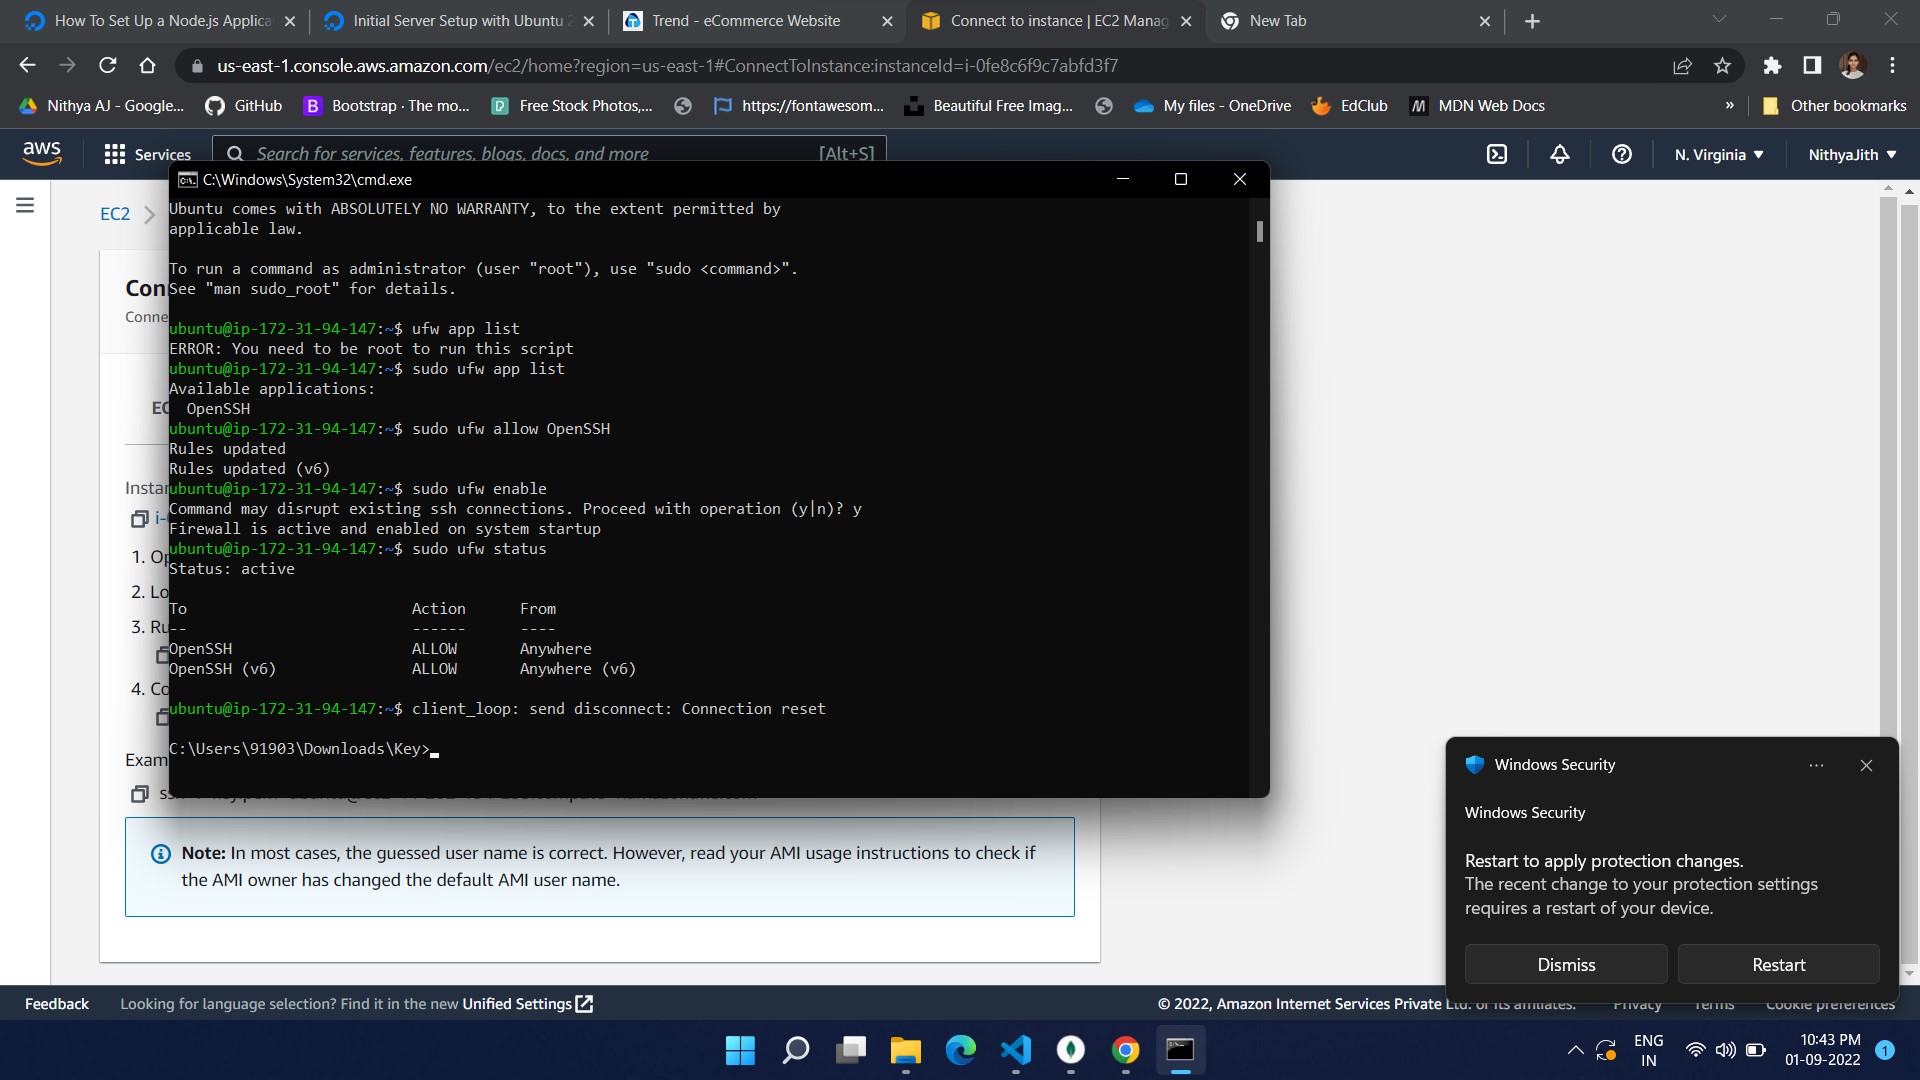 How To Set Up a Node.js Applica
Initial Server Setup with Ubuntu 2
Trend - eCommerce Website
Connect to instance | EC2 Manag
New Tab
us-east-1.console.aws.amazon.com/ec2/home?region=us-east-1#ConnectToInstance:instanceId=i-0fe8c6f9c7abfd3f7
Nithya AJ - Google...
GitHub
Bootstrap · The mo...
Free Stock Photos,...
https://fontawesom...
Beautiful Free Imag...
My files - OneDrive
EdClub
MDN Web Docs
»
Other bookmarks
aws
Services
Search for services, features, blogs, docs, and more
[Alt+S]
N. Virginia
NithyaJith
C:\Windows\System32\cmd.exe
EC2
Con
Conne
EC
Instan
i-
1. Op
2. Lo
3. Ru
4. Co
Exam
Ubuntu comes with ABSOLUTELY NO WARRANTY, to the extent permitted by
applicable law.
To run a command as administrator (user "root"), use "sudo <command>".
See "man sudo_root" for details.
ubuntu@ip-172-31-94-147:~$ ufw app list
ERROR: You need to be root to run this script
ubuntu@ip-172-31-94-147:~$ sudo ufw app list
Available applications:
OpenSSH
ubuntu@ip-172-31-94-147:~$ sudo ufw allow OpenSSH
Rules updated
Rules updated (v6)
ubuntu@ip-172-31-94-147:~$ sudo ufw enable
Command may disrupt existing ssh connections. Proceed with operation (y|n)? y
Firewall is active and enabled on system startup
ubuntu@ip-172-31-94-147:~$ sudo ufw status
Status: active
To Action From
-- ------ ----
OpenSSH ALLOW Anywhere
OpenSSH (v6) ALLOW Anywhere (v6)
ubuntu@ip-172-31-94-147:~$ client_loop: send disconnect: Connection reset
C:\Users\91903\Downloads\Key>
Note: In most cases, the guessed user name is correct. However, read your AMI usage instructions to check if
the AMI owner has changed the default AMI user name.
Windows Security
Windows Security
Restart to apply protection changes.
The recent change to your protection settings
requires a restart of your device.
Dismiss
Restart
Feedback
Looking for language selection? Find it in the new Unified Settings
© 2022, Amazon Internet Services Private Ltd. or its affiliates.
Privacy
Terms
Cookie preferences
ENG
IN
10:43 PM
01-09-2022
1